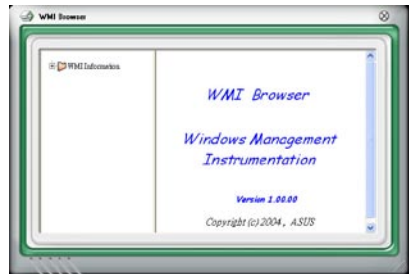 WMI Browser
WMI Information
WMI Browser
Windows Management
Instrumentation
Version 1.00.00
Copyright (c) 2004 , ASUS